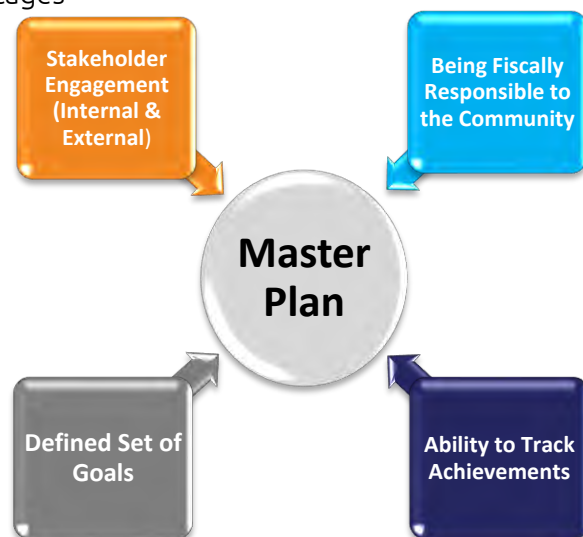 Stakeholder
Engagement
(Internal &
External)
Being Fiscally
Responsible to
the Community
Master
Plan
Defined Set of
Goals
Ability to Track
Achievements